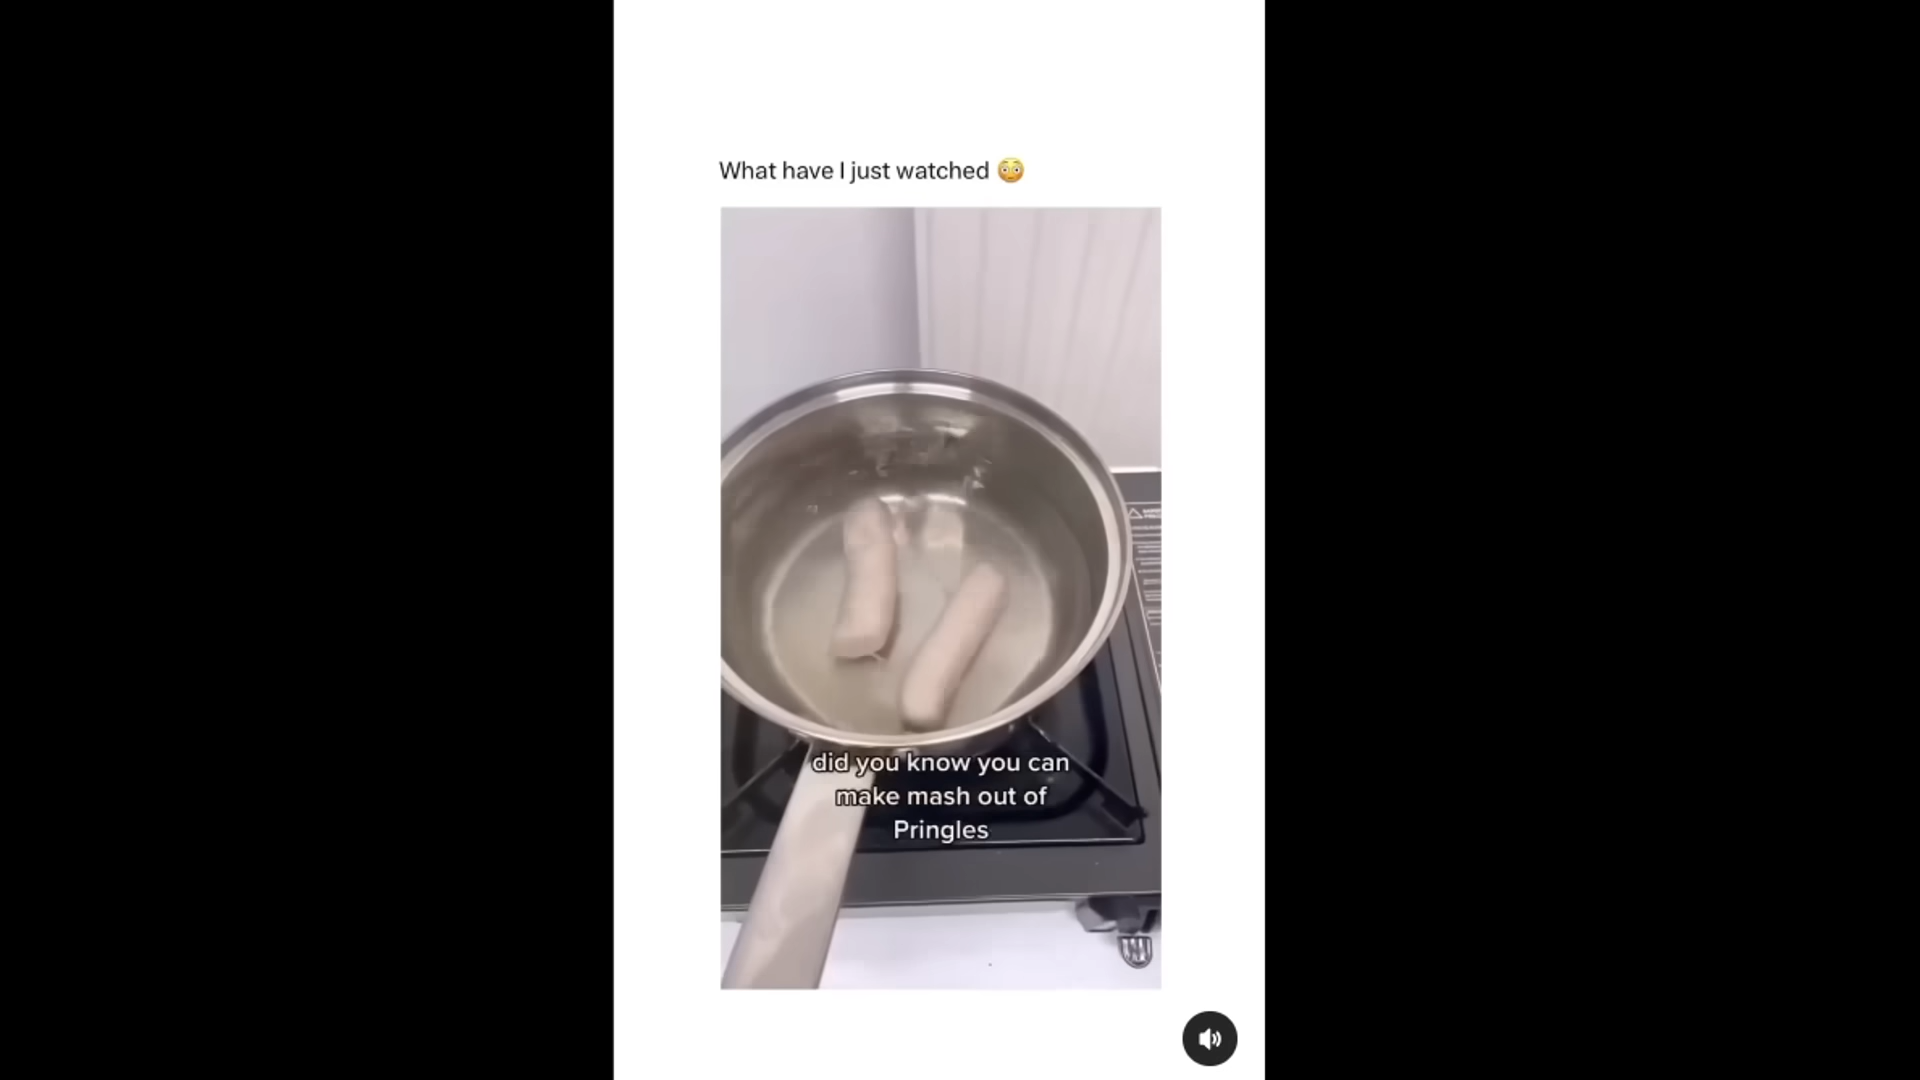 What have I just watched 😳
did you know you can
make mash out of
Pringles